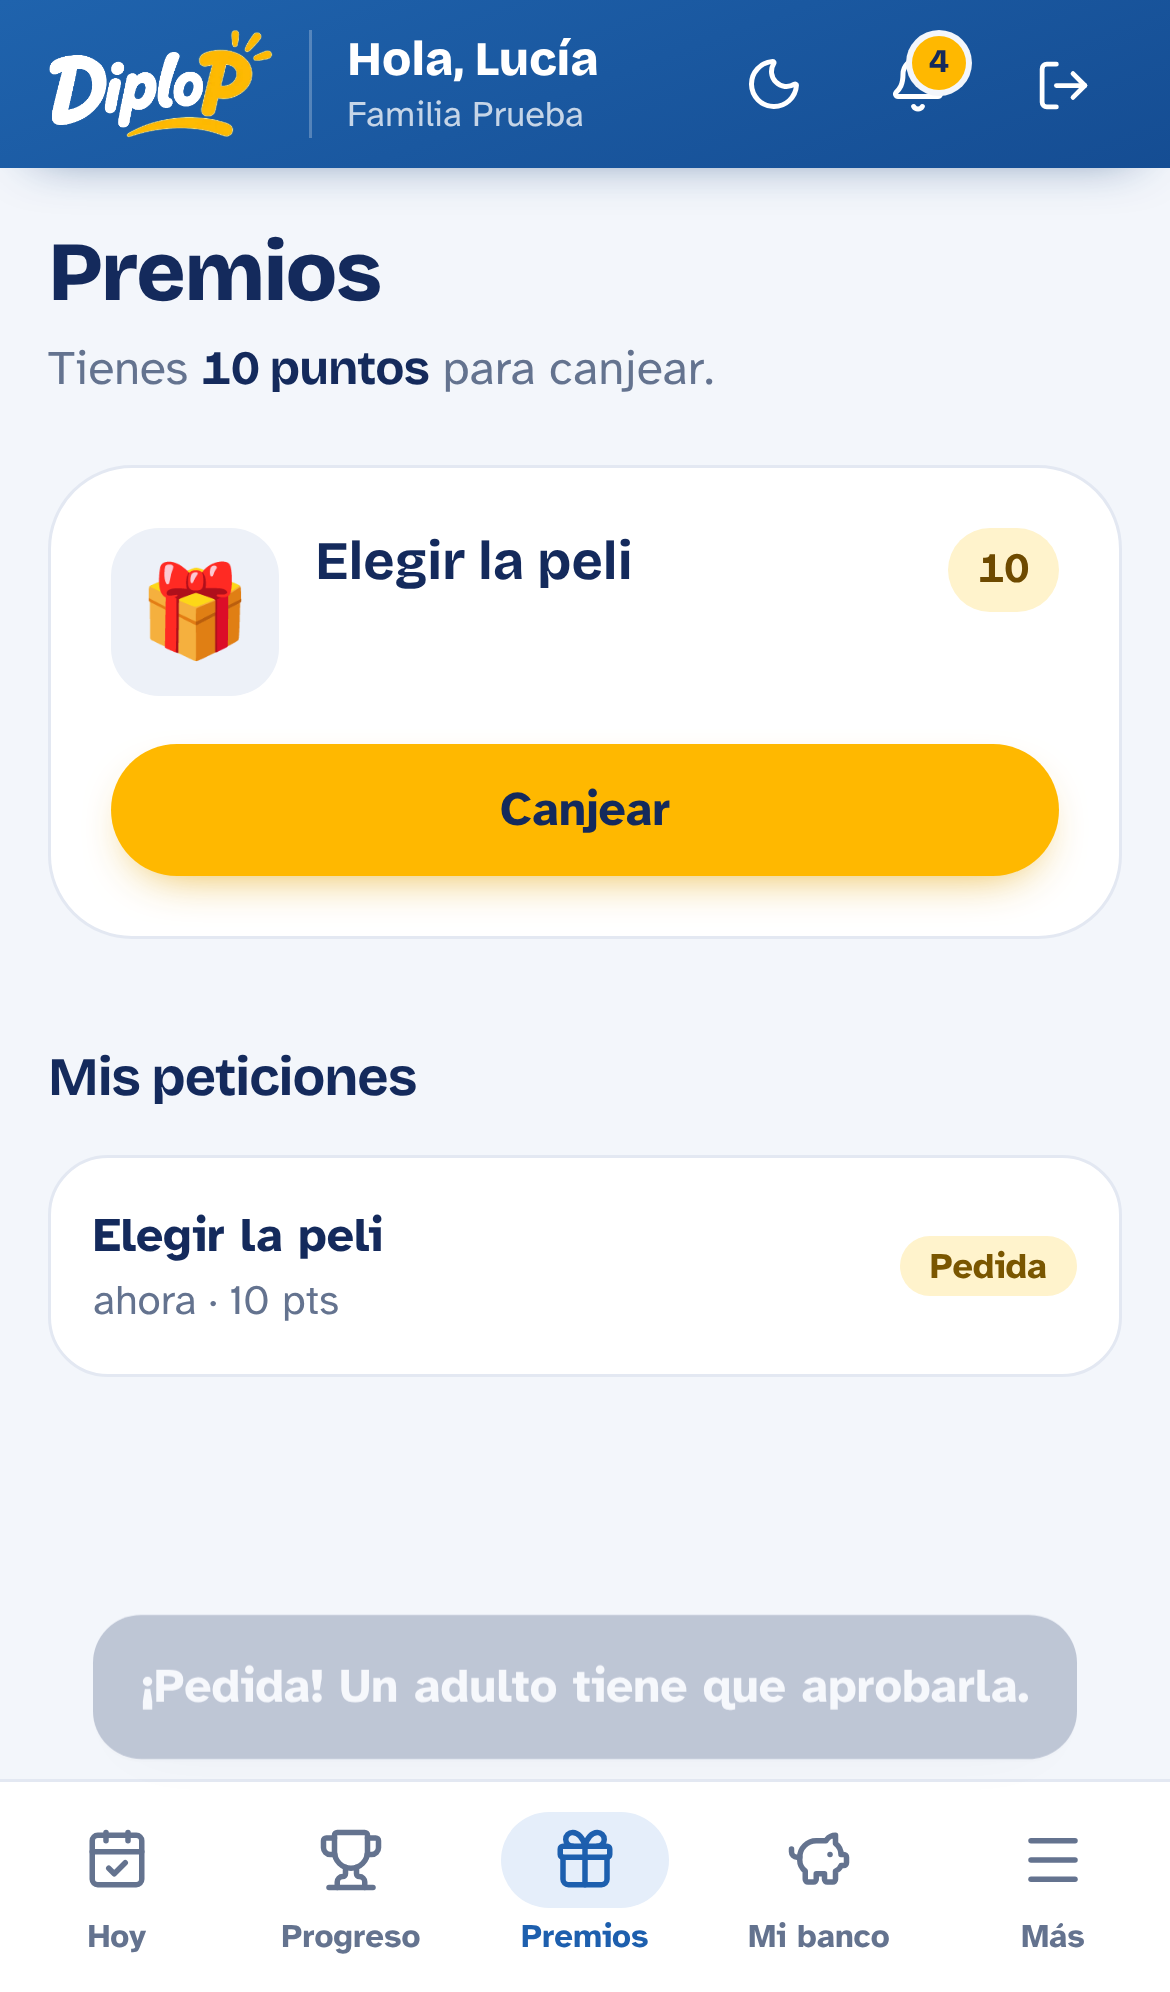 DiploP
Hola, Lucía
Familia Prueba
4
Premios
Tienes 10 puntos para canjear.
Elegir la peli
10
Canjear
Mis peticiones
Elegir la peli
ahora · 10 pts
Pedida
¡Pedida! Un adulto tiene que aprobarla.
Hoy
Progreso
Premios
Mi banco
Más